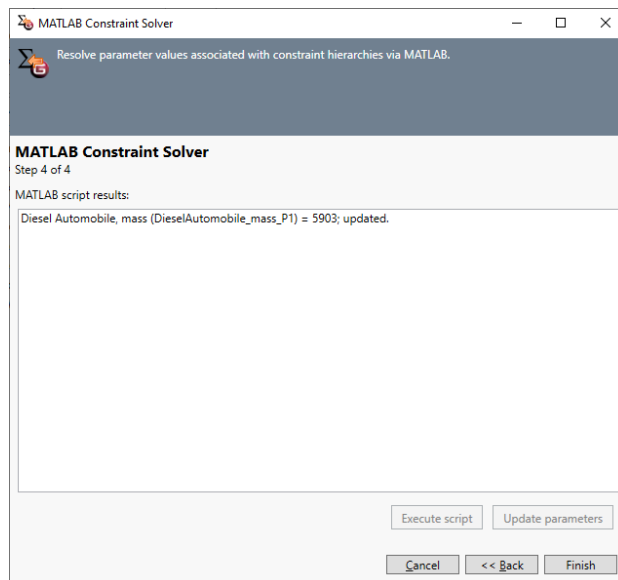 MATLAB Constraint Solver
Resolve parameter values associated with constraint hierarchies via MATLAB.
MATLAB Constraint Solver
Step 4 of 4
MATLAB script results:
Diesel Automobile, mass (DieselAutomobile_mass_P1) = 5903; updated.
Execute script
Update parameters
Cancel
<< Back
Finish